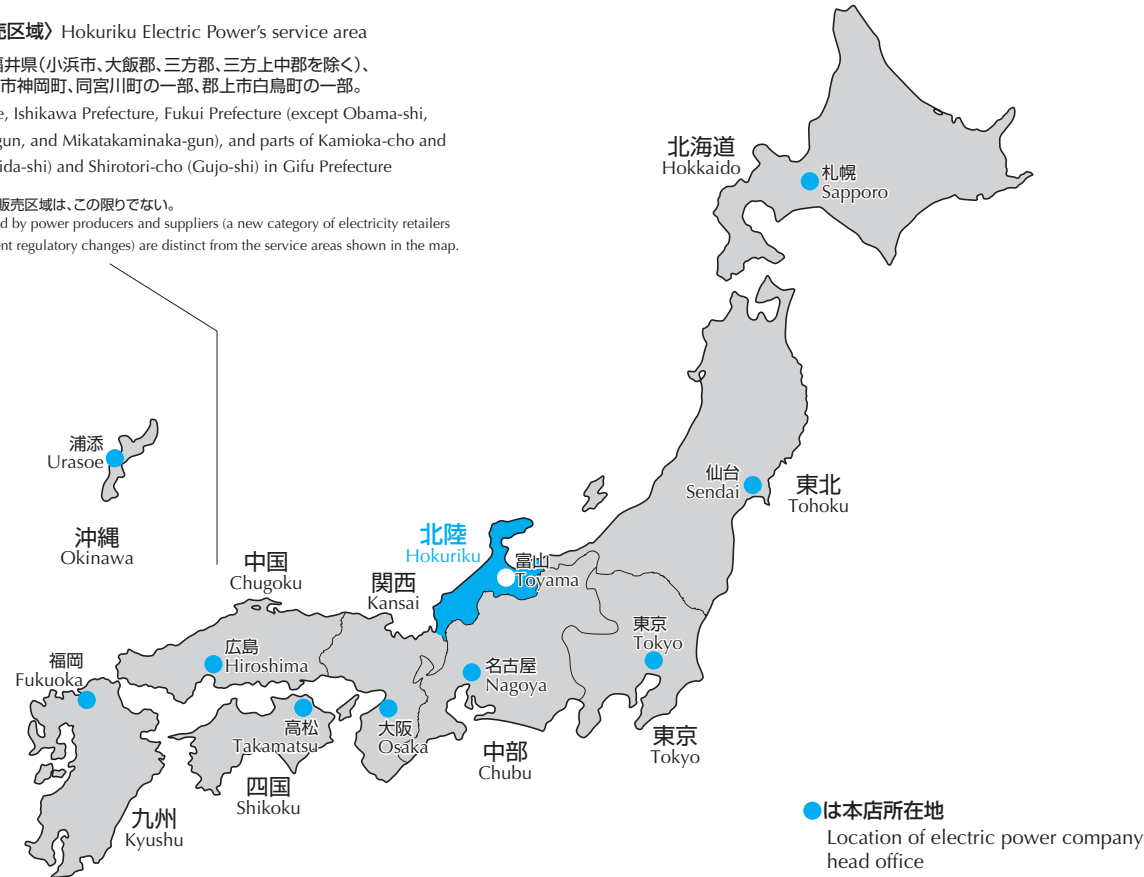 売区域〉 Hokuriku Electric Power's service area
福井県(小浜市、大飯郡、三方郡、三方上中郡を除く)、
市神岡町、同宮川町の一部、郡上市白鳥町の一部。
e, Ishikawa Prefecture, Fukui Prefecture (except Obama-shi,
gun, and Mikatakaminaka-gun), and parts of Kamioka-cho and
ida-shi) and Shirotori-cho (Gujo-shi) in Gifu Prefecture
販売区域は、この限りでない。
d by power producers and suppliers (a new category of electricity retailers
ent regulatory changes) are distinct from the service areas shown in the map.
北海道
Hokkaido
札幌
Sapporo
浦添
Urasoe
沖縄
Okinawa
仙台
Sendai
東北
Tohoku
北陸
Hokuriku
富山
Toyama
中国
Chugoku
関西
Kansai
東京
Tokyo
広島
Hiroshima
福岡
Fukuoka
名古屋
Nagoya
高松
Takamatsu
大阪
Osaka
中部
Chubu
東京
Tokyo
四国
Shikoku
九州
Kyushu
は本店所在地
Location of electric power company
head office